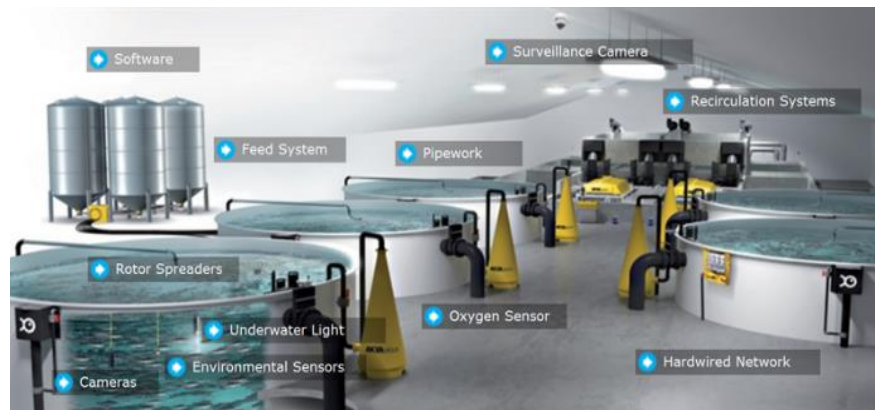 Software
Surveillance Camera
Recirculation Systems
Feed System
Pipework
Rotor Spreaders
Underwater Light
Oxygen Sensor
Environmental Sensors
Cameras
Hardwired Network